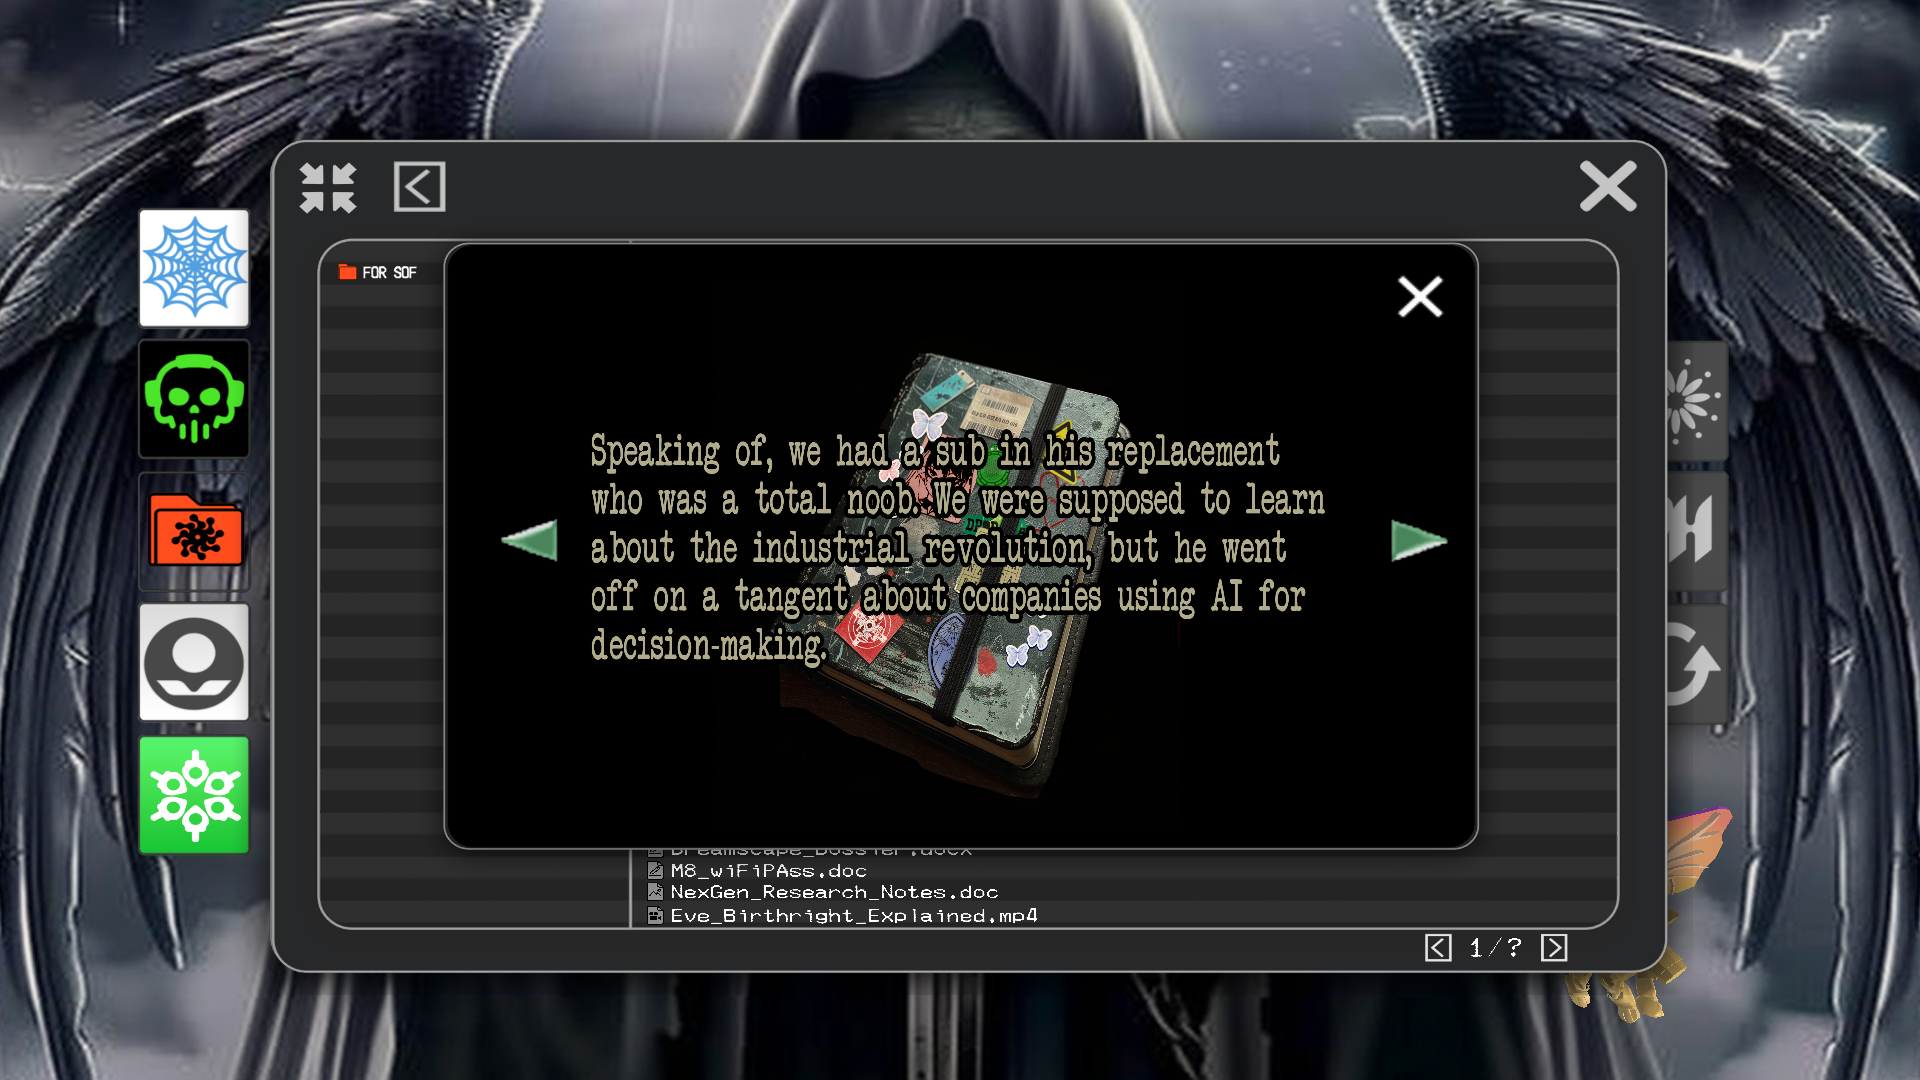 FOR SOF
Speaking of, we had a sub in his replacement
who was a total noob. We were supposed to learn
about the industrial revolution, but he went
off on a tangent about companies using AI for
decision-making.
Dreamscape_Dossier.docx
M8_wiFiPAss.doc
NexGen_Research_Notes.doc
Eve_Birthright_Explained.mp4
1/?